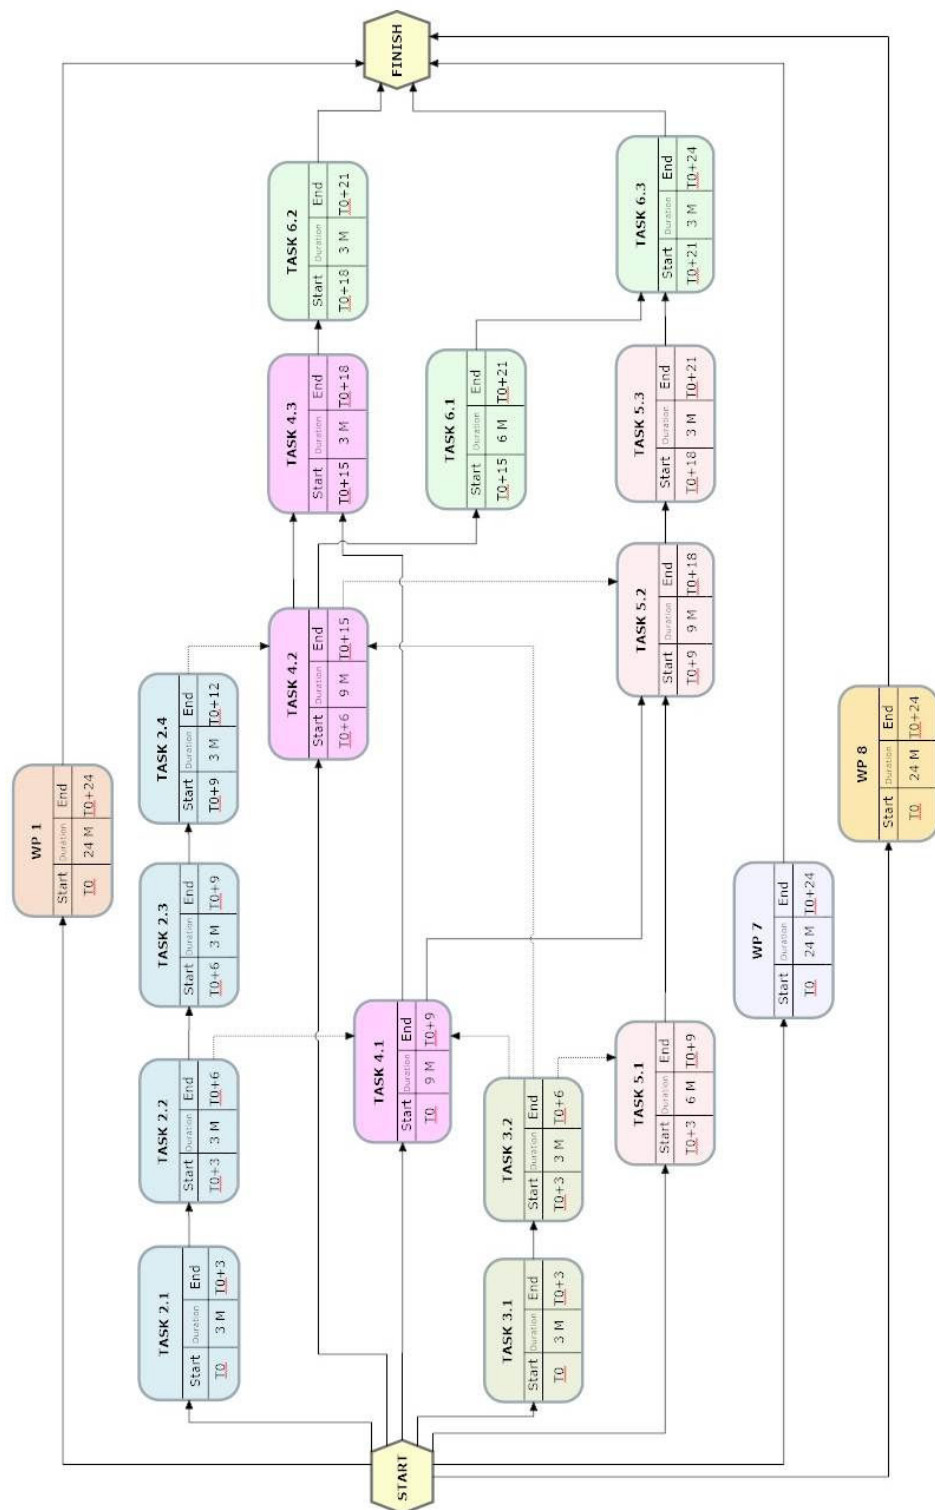 START
WP 1
Start Duration End
T0 24 M T0+24
TASK 2.1
Start Duration End
T0 3 M T0+3
TASK 2.2
Start Duration End
T0+3 3 M T0+6
TASK 2.3
Start Duration End
T0+6 3 M T0+9
TASK 2.4
Start Duration End
T0+9 3 M T0+12
TASK 4.2
Start Duration End
T0+6 9 M T0+15
TASK 4.3
Start Duration End
T0+15 3 M T0+18
TASK 6.2
Start Duration End
T0+18 3 M T0+21
FINISH
TASK 4.1
Start Duration End
T0 9 M T0+9
TASK 6.1
Start Duration End
T0+15 6 M T0+21
TASK 3.1
Start Duration End
T0 3 M T0+3
TASK 3.2
Start Duration End
T0+3 3 M T0+6
TASK 5.1
Start Duration End
T0+3 6 M T0+9
TASK 5.2
Start Duration End
T0+9 9 M T0+18
TASK 5.3
Start Duration End
T0+18 3 M T0+21
TASK 6.3
Start Duration End
T0+21 3 M T0+24
WP 7
Start Duration End
T0 24 M T0+24
WP 8
Start Duration End
T0 24 M T0+24